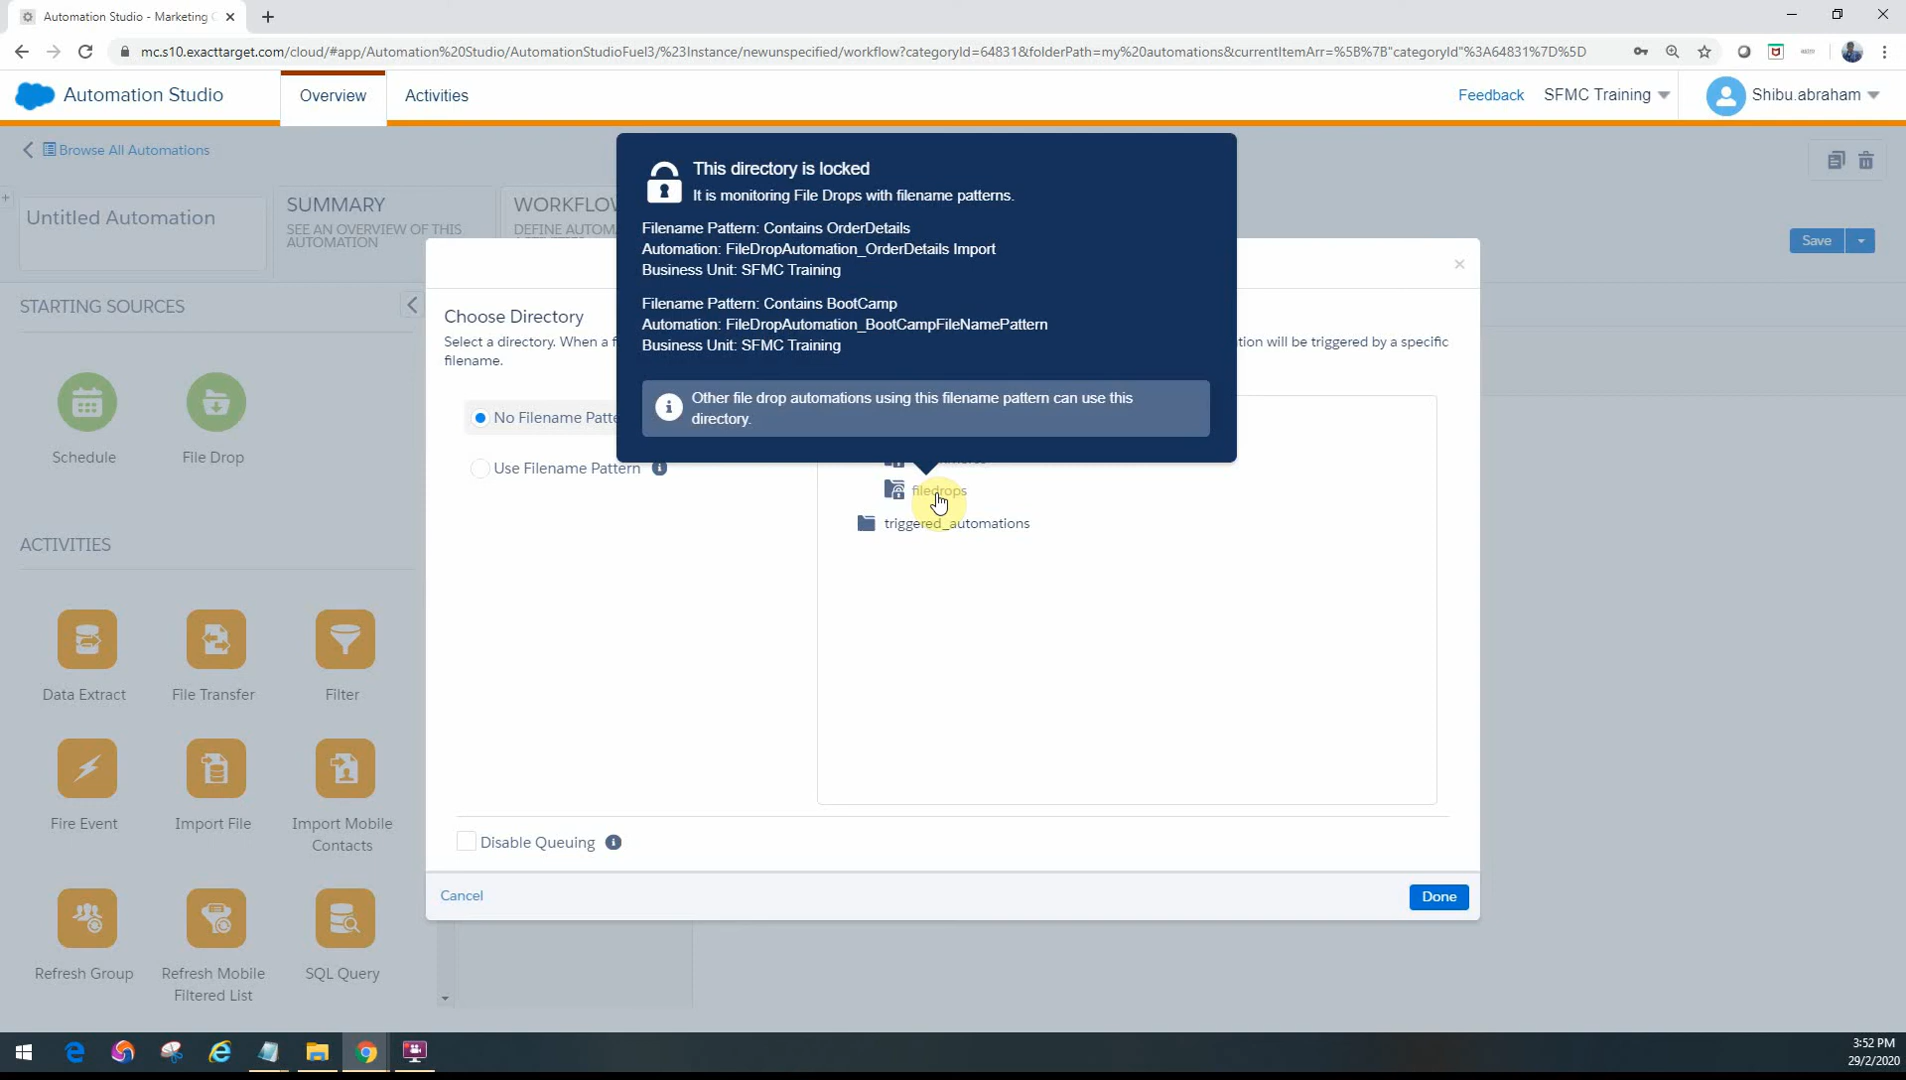 Automation Studio - Marketing C
mc.s10.exacttarget.com/cloud/#app/Automation%20Studio/AutomationStudioFuel3/%23Instance/newunspecified/workflow?categoryId=64831&folderPath=my%20automations&currentItemArr=%5B%7B"categoryId"%3A64831%7D%5D
Automation Studio
Overview
Activities
Feedback
SFMC Training
Shibu.abraham
Browse All Automations
This directory is locked
It is monitoring File Drops with filename patterns.
Untitled Automation
SUMMARY
SEE AN OVERVIEW OF THIS
AUTOMATION
WORKFLOW
DEFINE AUTOM
Filename Pattern: Contains OrderDetails
Automation: FileDropAutomation_OrderDetails Import
Business Unit: SFMC Training
Filename Pattern: Contains BootCamp
Automation: FileDropAutomation_BootCampFileNamePattern
Business Unit: SFMC Training
Other file drop automations using this filename pattern can use this
directory.
Save
STARTING SOURCES
Schedule
File Drop
Choose Directory
Select a directory. When a f
tion will be triggered by a specific
filename.
No Filename Patte
Use Filename Pattern
filedrops
triggered_automations
ACTIVITIES
Data Extract
File Transfer
Filter
Fire Event
Import File
Import Mobile
Contacts
Refresh Group
Refresh Mobile
Filtered List
SQL Query
Disable Queuing
Cancel
Done
3:52 PM
29/2/2020